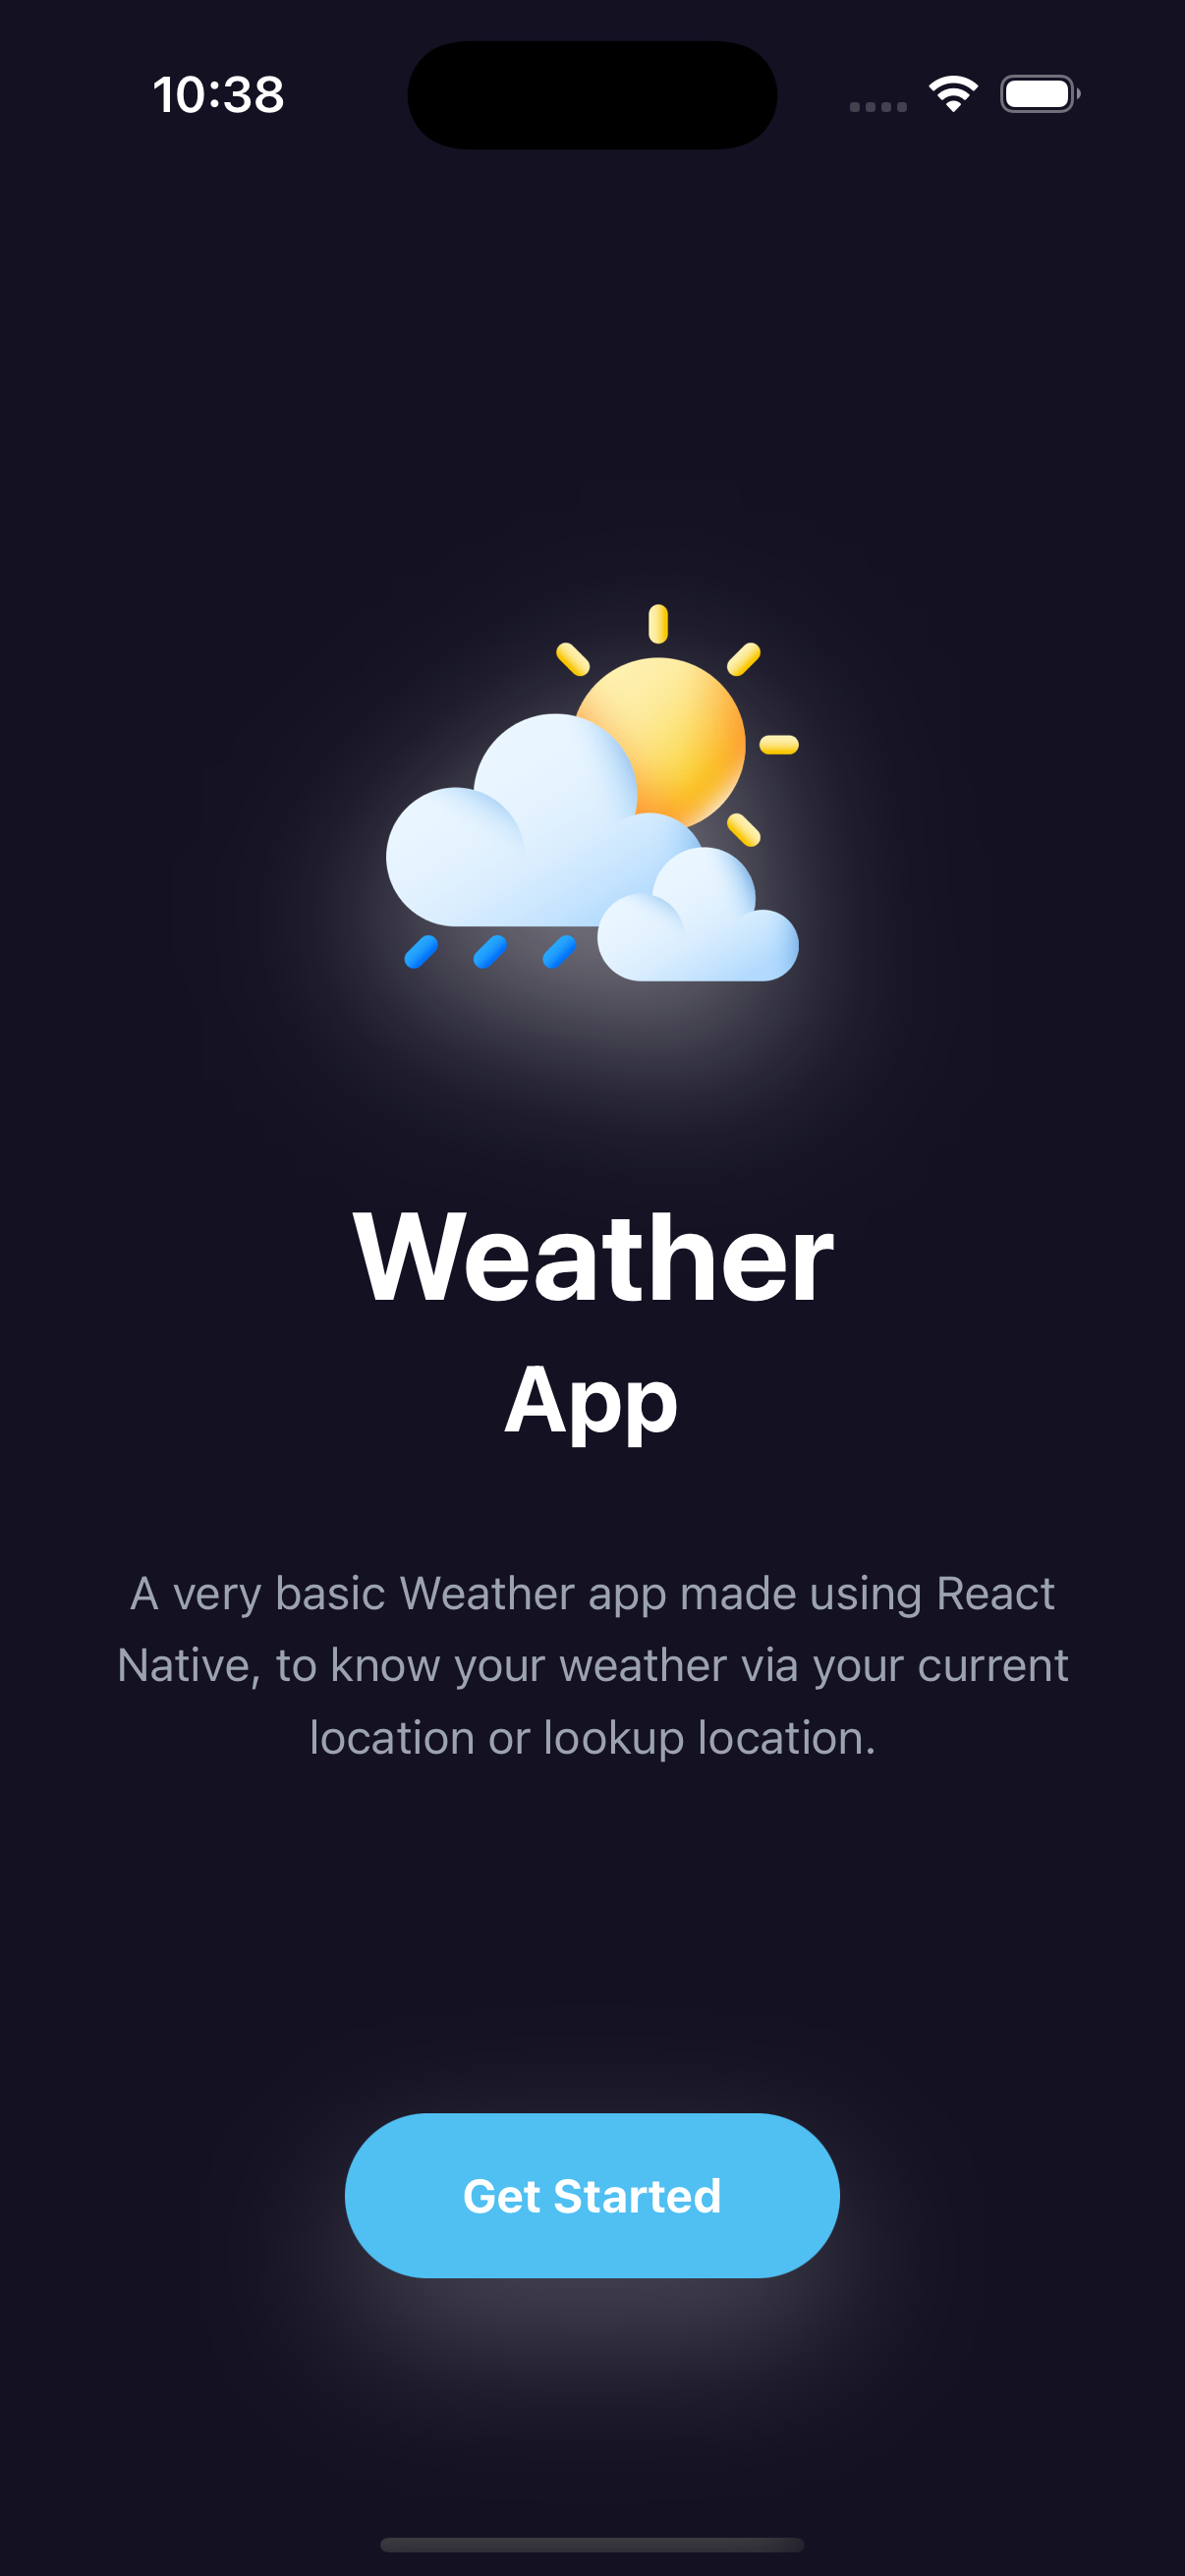 10:38
Weather
App
A very basic Weather app made using React
Native, to know your weather via your current
location or lookup location.
Get Started